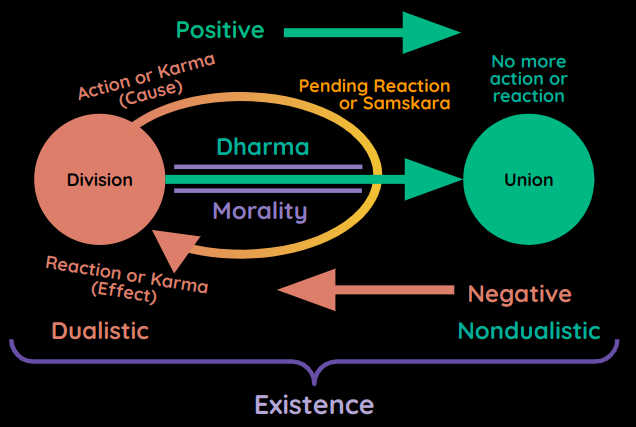 Positive
Action or Karma
(Cause)
No more
action or
reaction
Pending Reaction
or Samskara
Dharma
Division
Union
Morality
Reaction or Karma
(Effect)
Negative
Dualistic
Nondualistic
Existence